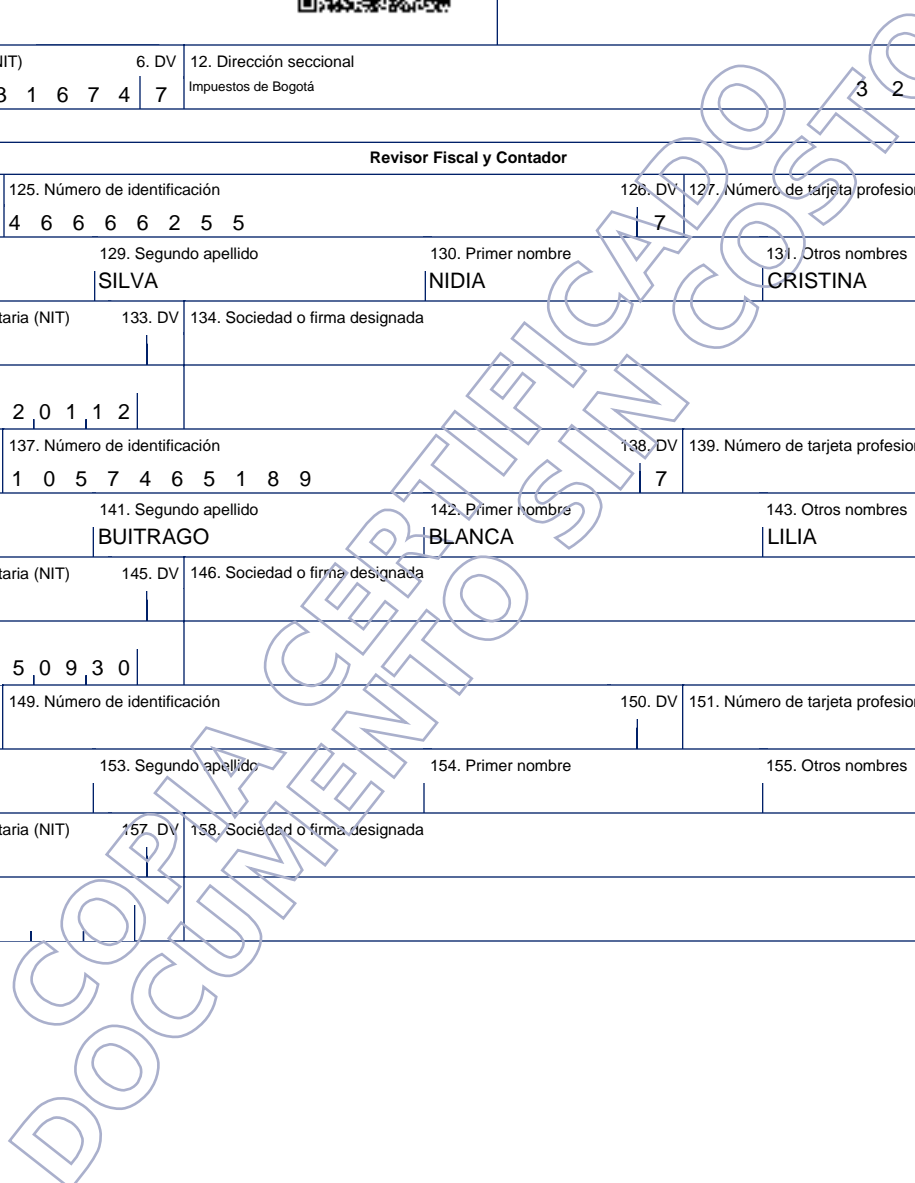 NIT) 6. DV 12. Dirección seccional
3 1 6 7 4 7 Impuestos de Bogotá 3 2
Revisor Fiscal y Contador
125. Número de identificación 126. DV 127. Número de tarjeta profesion
4 6 6 6 6 2 5 5 7
129. Segundo apellido 130. Primer nombre 131. Otros nombres
SILVA NIDIA CRISTINA
taria (NIT) 133. DV 134. Sociedad o firma designada
2 0 1 1 2
137. Número de identificación 138. DV 139. Número de tarjeta profesion
1 0 5 7 4 6 5 1 8 9 7
141. Segundo apellido 142. Primer nombre 143. Otros nombres
BUITRAGO BLANCA LILIA
taria (NIT) 145. DV 146. Sociedad o firma designada
5 0 9 3 0
149. Número de identificación 150. DV 151. Número de tarjeta profesion
153. Segundo apellido 154. Primer nombre 155. Otros nombres
taria (NIT) 157. DV 158. Sociedad o firma designada
COPIA CERTIFICADO
DOCUMENTO SIN COSTO